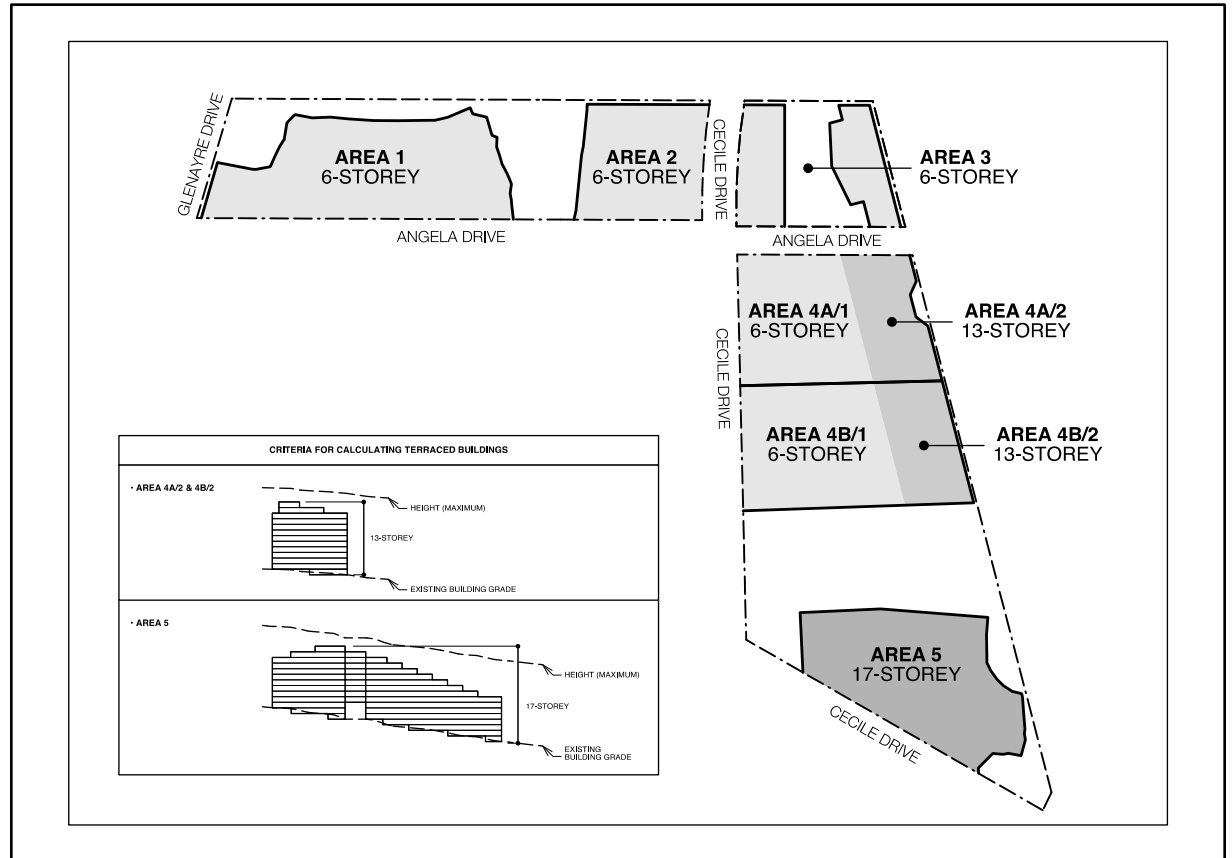 GLENAYRE DRIVE
AREA 1
6-STOREY
AREA 2
6-STOREY
CECILE DRIVE
AREA 3
6-STOREY
ANGELA DRIVE
ANGELA DRIVE
AREA 4A/1
6-STOREY
AREA 4A/2
13-STOREY
CECILE DRIVE
AREA 4B/1
6-STOREY
AREA 4B/2
13-STOREY
AREA 5
17-STOREY
CECILE DRIVE
CRITERIA FOR CALCULATING TERRACED BUILDINGS
• AREA 4A/2 & 4B/2
HEIGHT (MAXIMUM)
13-STOREY
EXISTING BUILDING GRADE
• AREA 5
HEIGHT (MAXIMUM)
17-STOREY
EXISTING
BUILDING GRADE